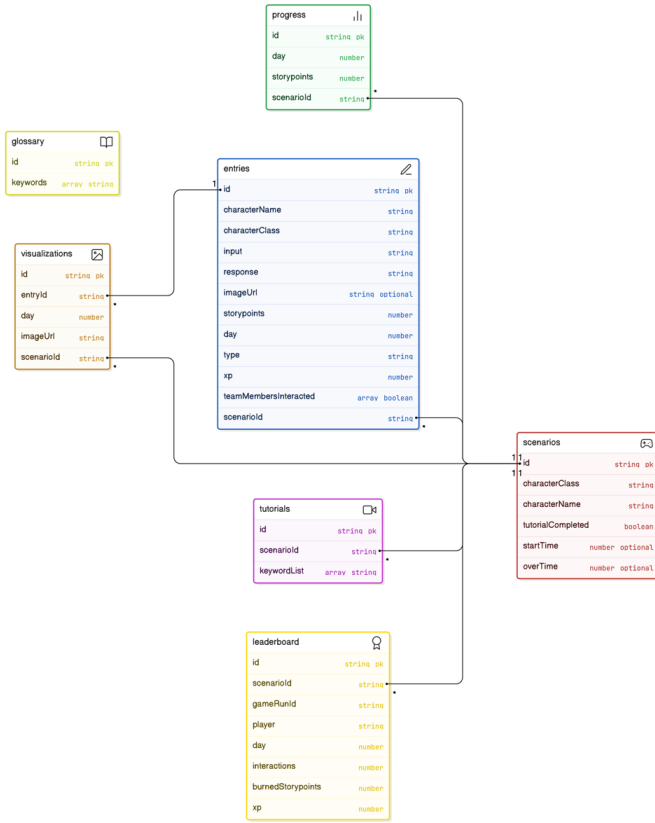 progress
id string pk
day number
storypoints number
scenarioId string
*
glossary
id string pk
keywords array string
entries
1
id string pk
characterName string
characterClass string
input string
response string
imageUrl string optional
storypoints number
day number
type string
xp number
teamMembersInteracted array boolean
scenarioId string
*
visualizations
id string pk
entryId string
*
day number
imageUrl string
scenarioId string
*
scenarios
1 1
id string pk
1 1
characterClass string
characterName string
tutorialCompleted boolean
startTime number optional
overTime number optional
tutorials
id string pk
scenarioId string
*
keywordList array string
leaderboard
id string pk
scenarioId string
*
gameRunId string
player string
day number
interactions number
burnedStorypoints number
xp number